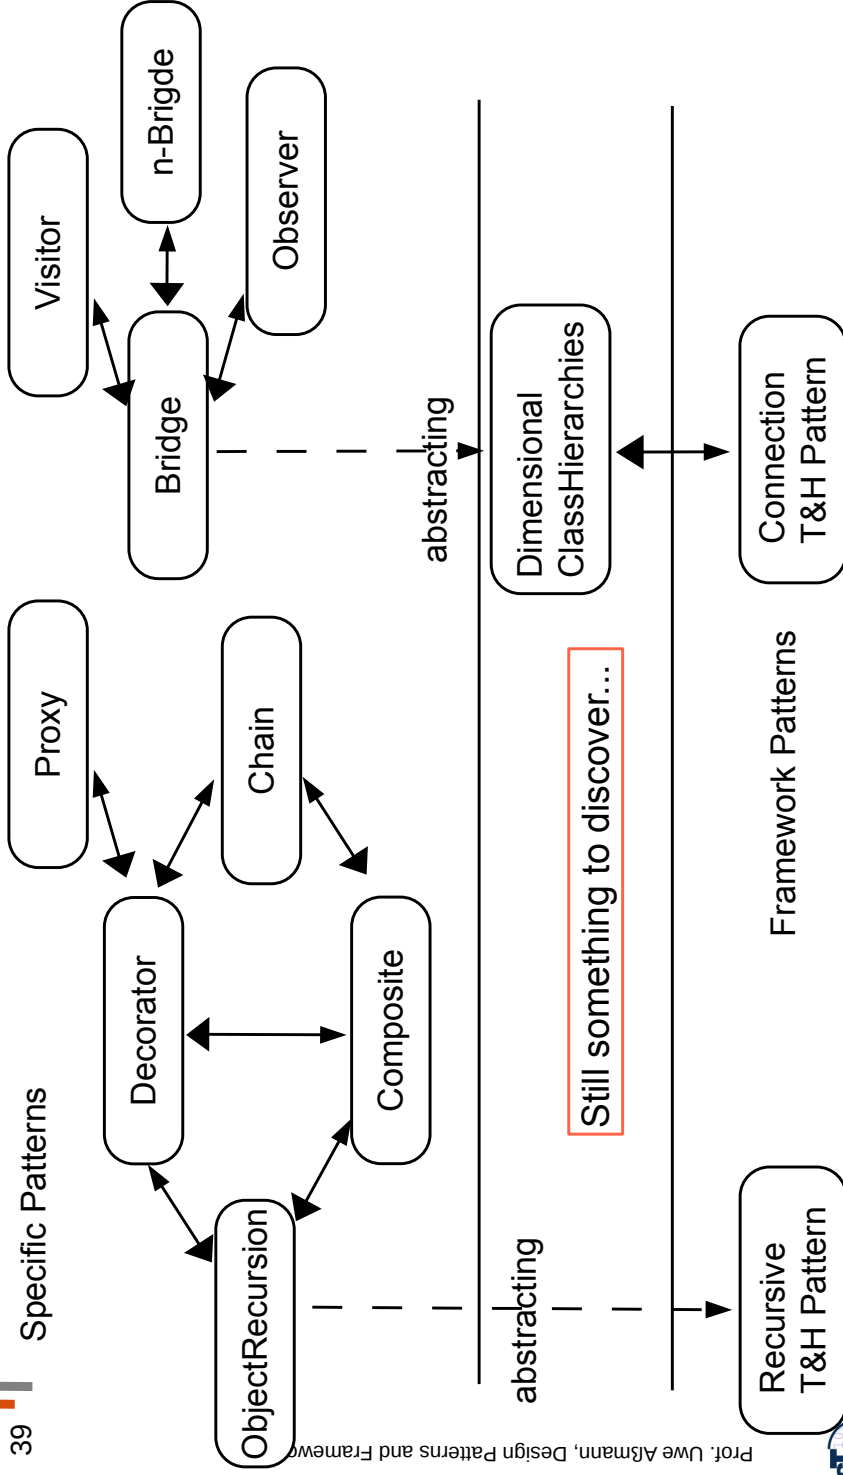 39
Specific Patterns
Proxy
Visitor
n-Brigde
Decorator
Chain
Bridge
Observer
ObjectRecursion
Composite
abstracting
abstracting
Dimensional
ClassHierarchies
Still something to discover...
Recursive
T&H Pattern
Framework Patterns
Connection
T&H Pattern
Prof. Uwe Aßmann, Design Patterns and